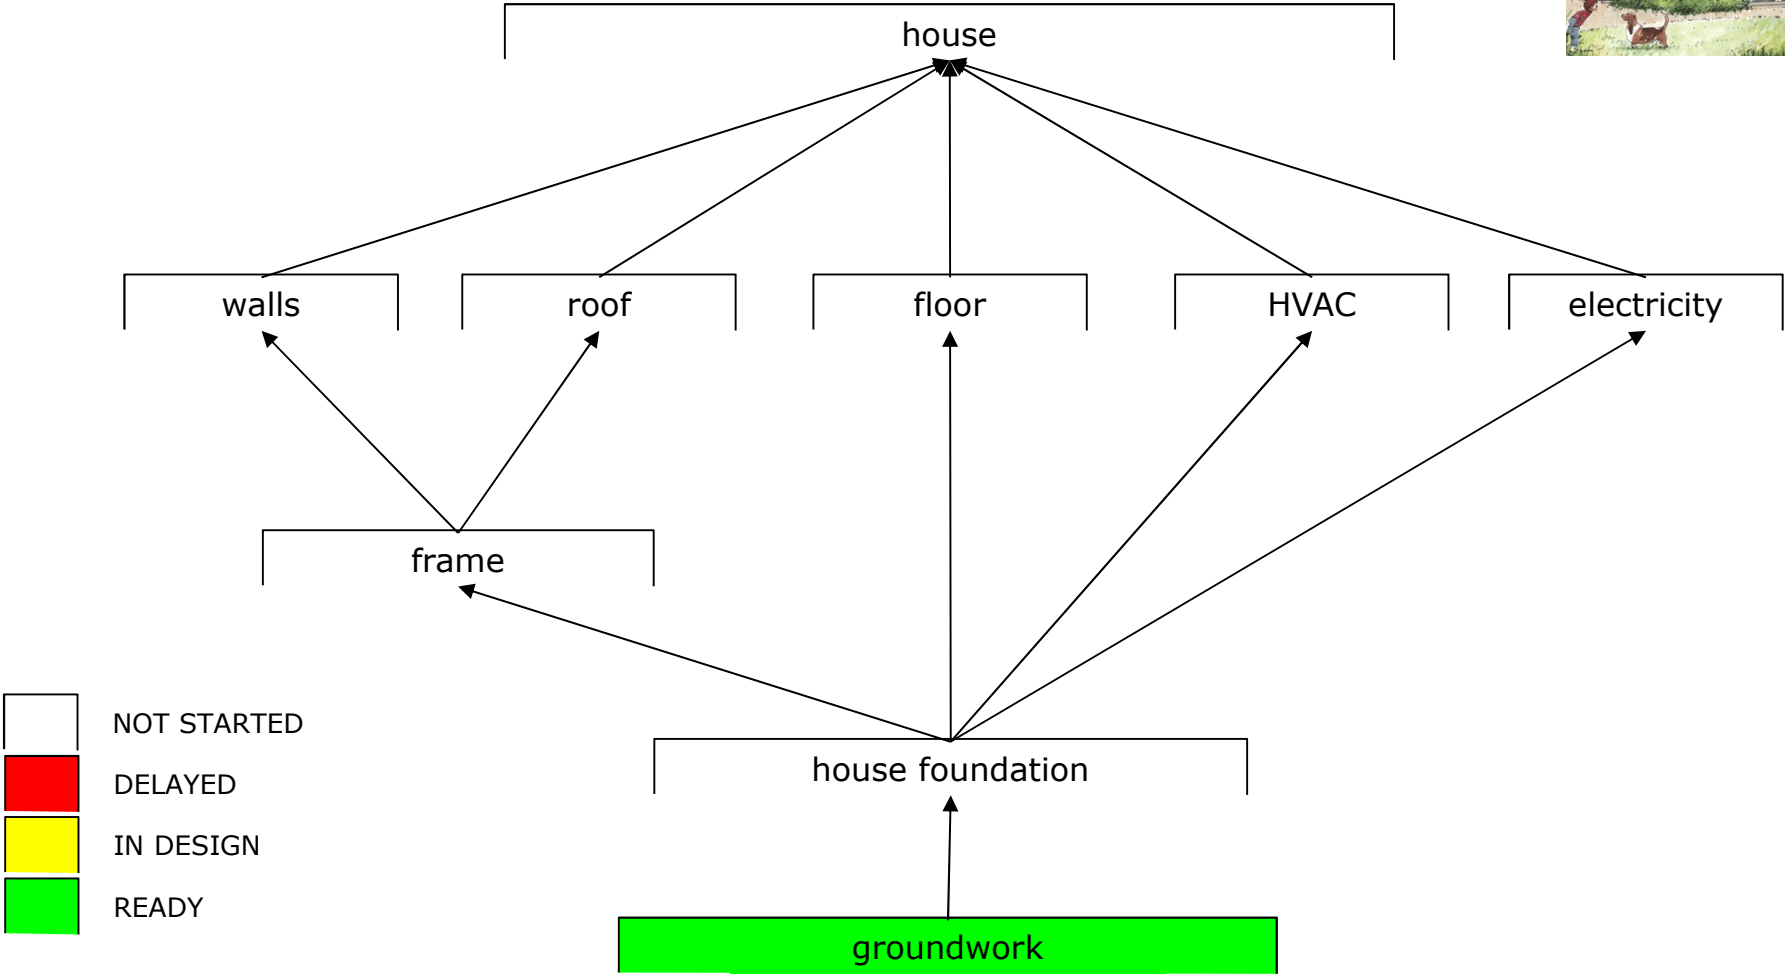 house
walls
roof
floor
HVAC
electricity
frame
NOT STARTED
house foundation
DELAYED
IN DESIGN
READY
groundwork